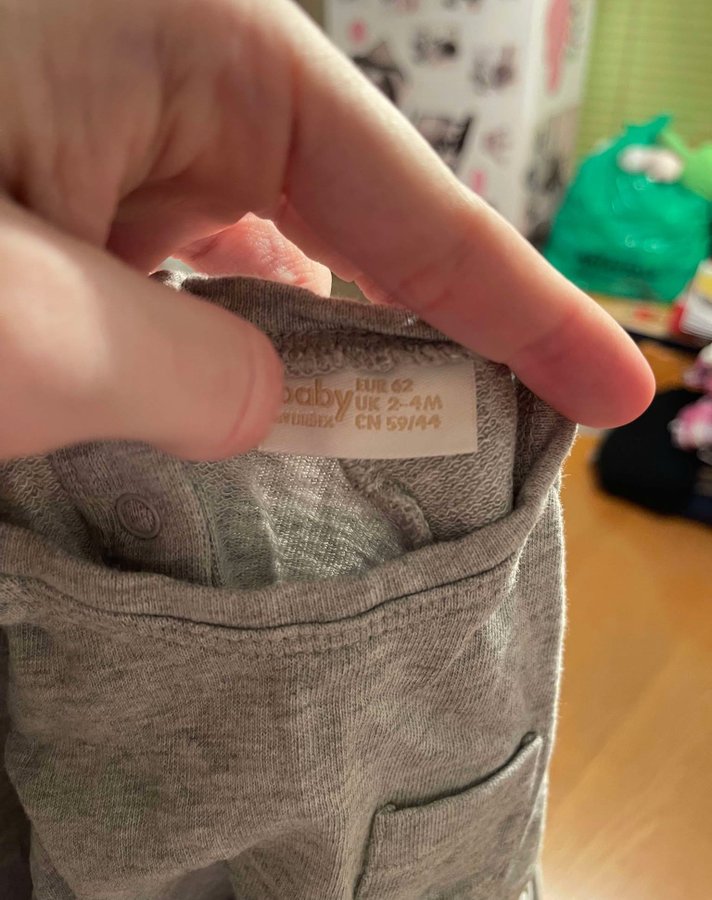 baby
EUR 62
UK 2-4M
CN 59/44